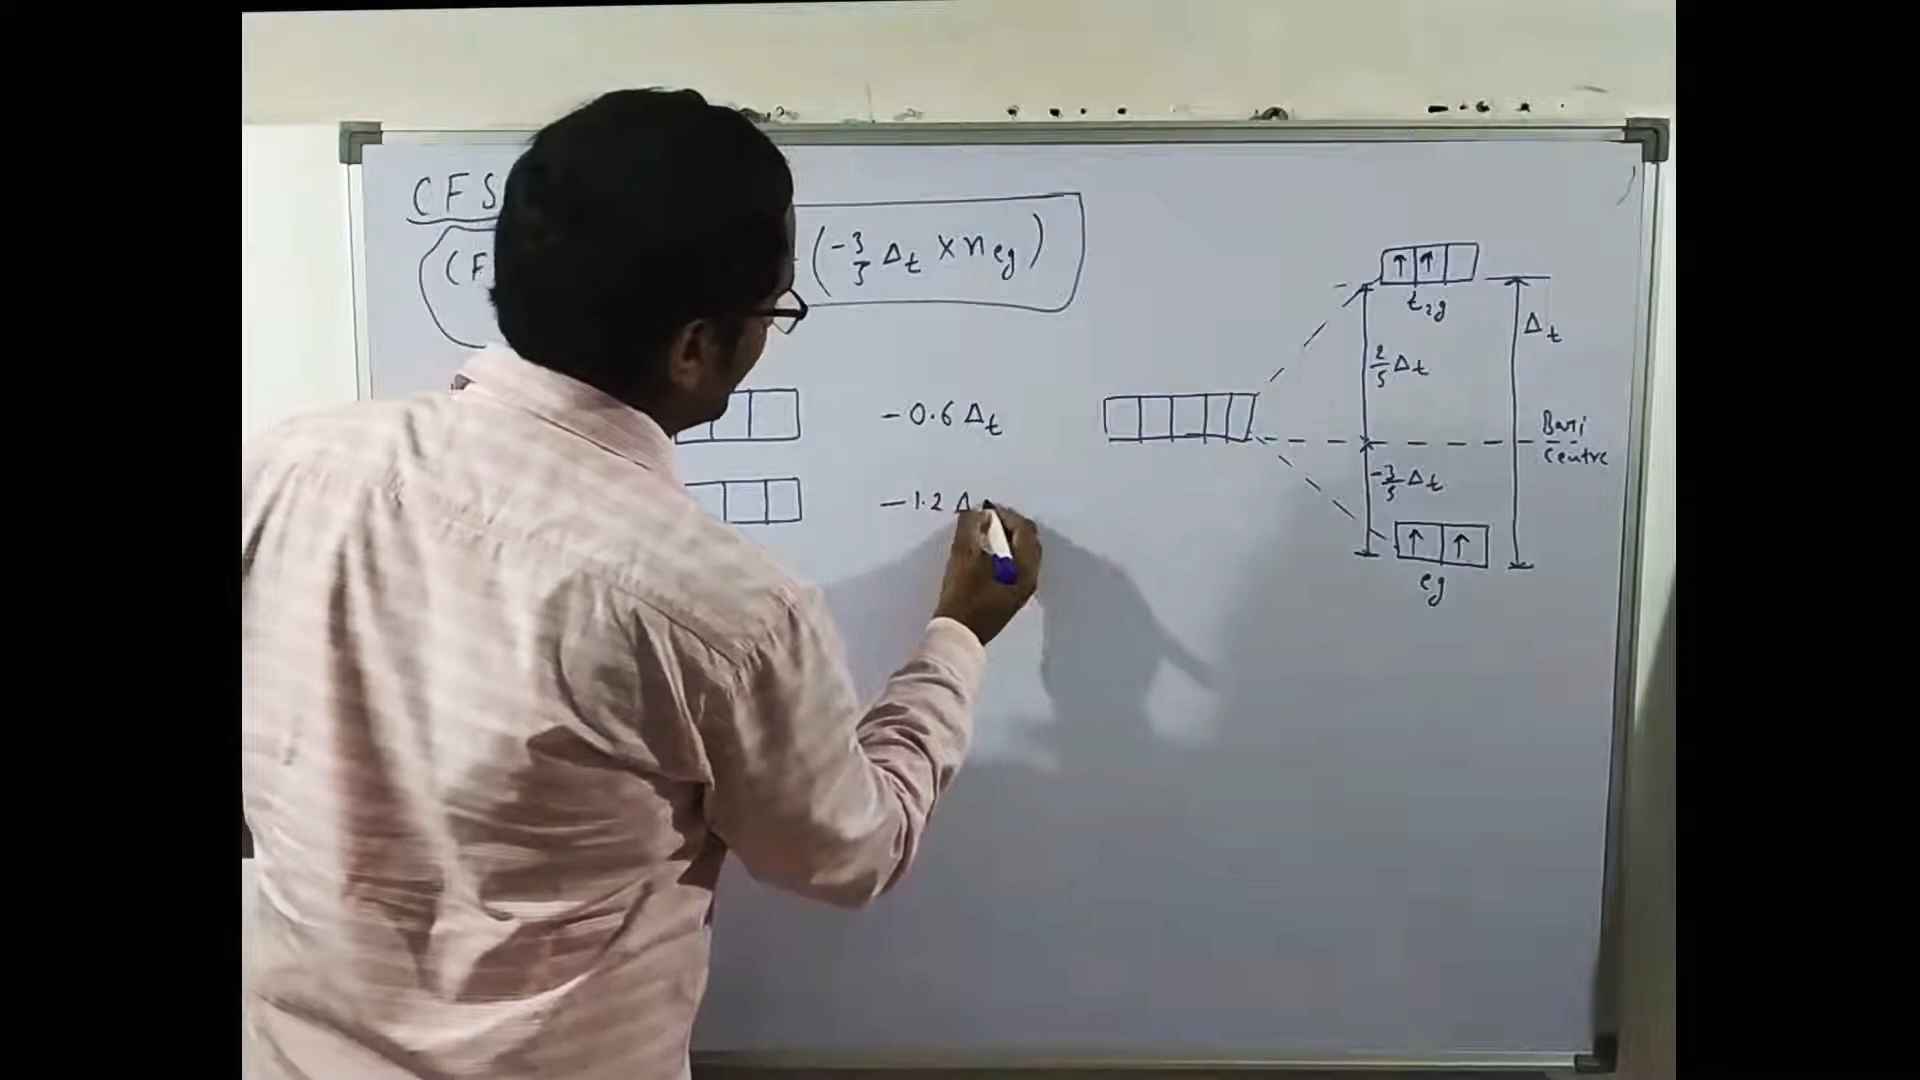 CFS
(F (-3/5 Δt × n eg)
↑ ↑
t2g
Δt
2/5 Δt
- 0.6 Δt
Bari
centre
-3/5 Δt
- 1.2 Δ
↑ ↑
eg